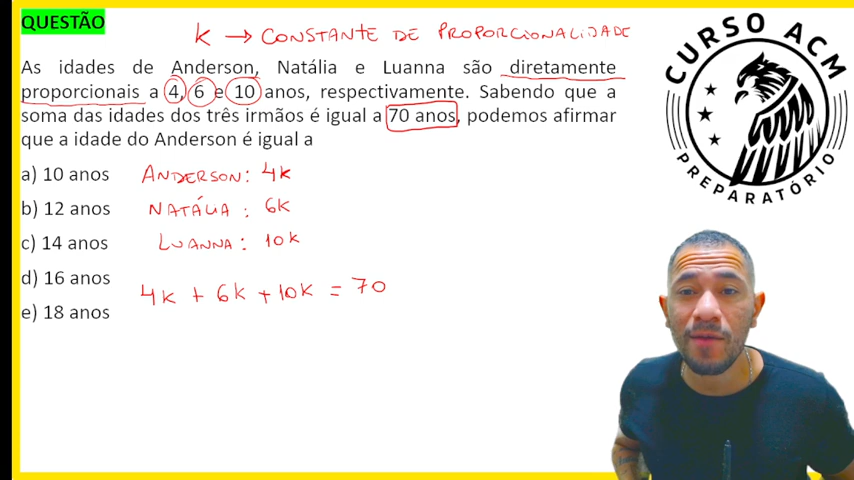 QUESTÃO
K → CONSTANTE DE PROPORCIONALIDADE
As idades de Anderson, Natália e Luanna são diretamente
proporcionais a 4, 6 e 10 anos, respectivamente. Sabendo que a
soma das idades dos três irmãos é igual a 70 anos, podemos afirmar
que a idade do Anderson é igual a
a) 10 anos ANDERSON: 4K
b) 12 anos NATÁLIA: 6K
c) 14 anos LUANNA: 10K
d) 16 anos
4K + 6K + 10K = 70
e) 18 anos
CURSO ACM
PREPARATÓRIO